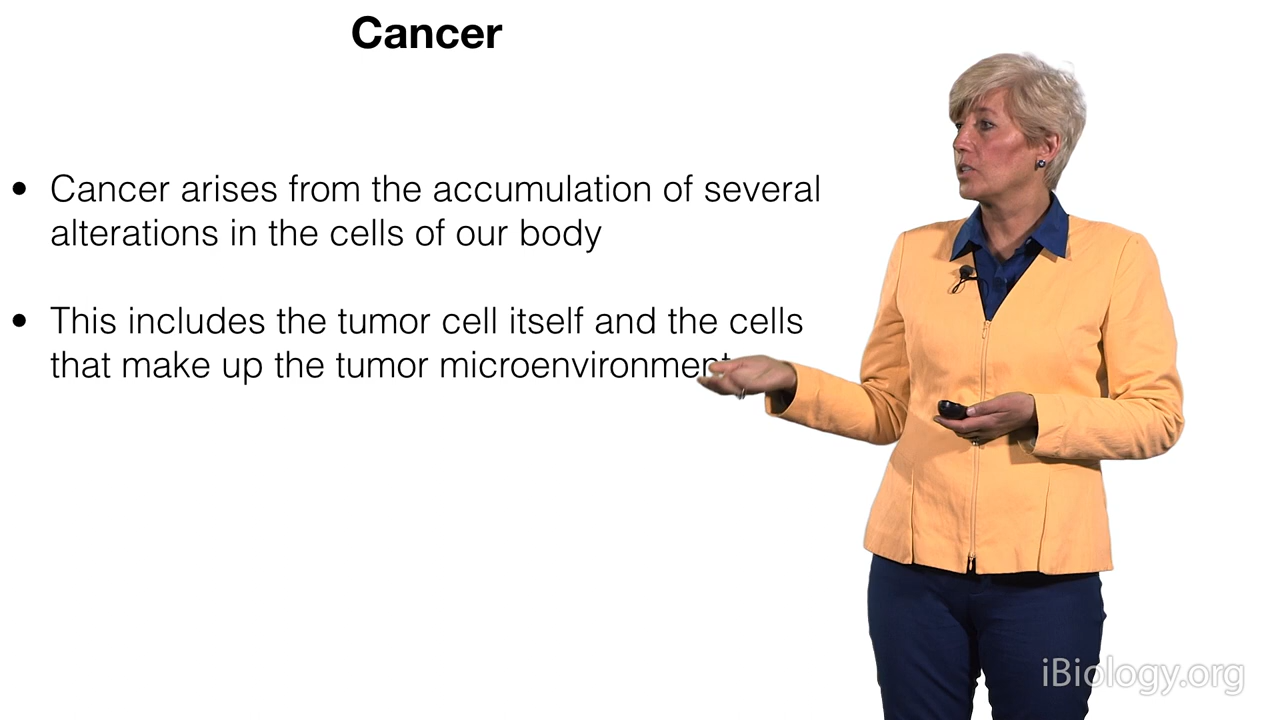 Cancer
• Cancer arises from the accumulation of several
alterations in the cells of our body
• This includes the tumor cell itself and the cells
that make up the tumor microenvironment
iBiology.org